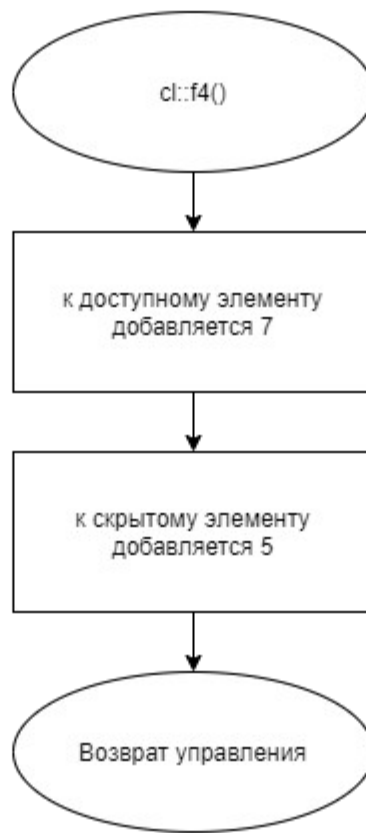 cl::f4()
к доступному элементу
добавляется 7
к скрытому элементу
добавляется 5
Возврат управления